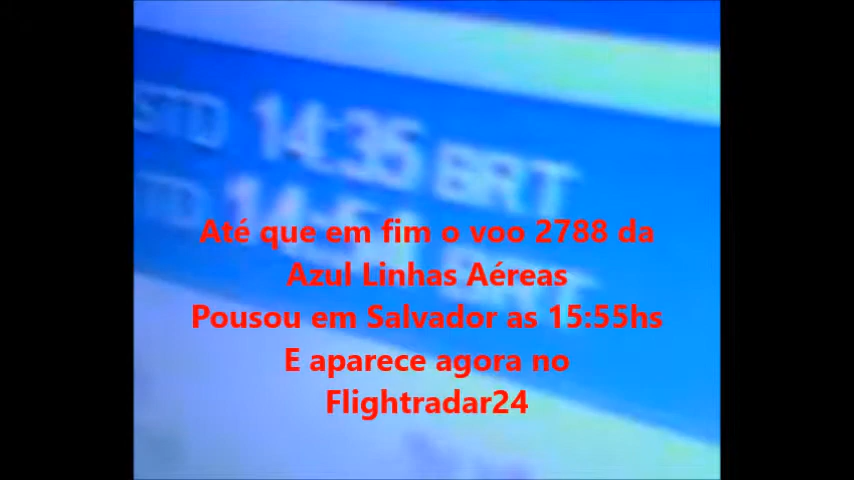 STD 14:35 BRT
Até que em fim o voo 2788 da
Azul Linhas Aéreas
Pousou em Salvador as 15:55hs
E aparece agora no
Flightradar24